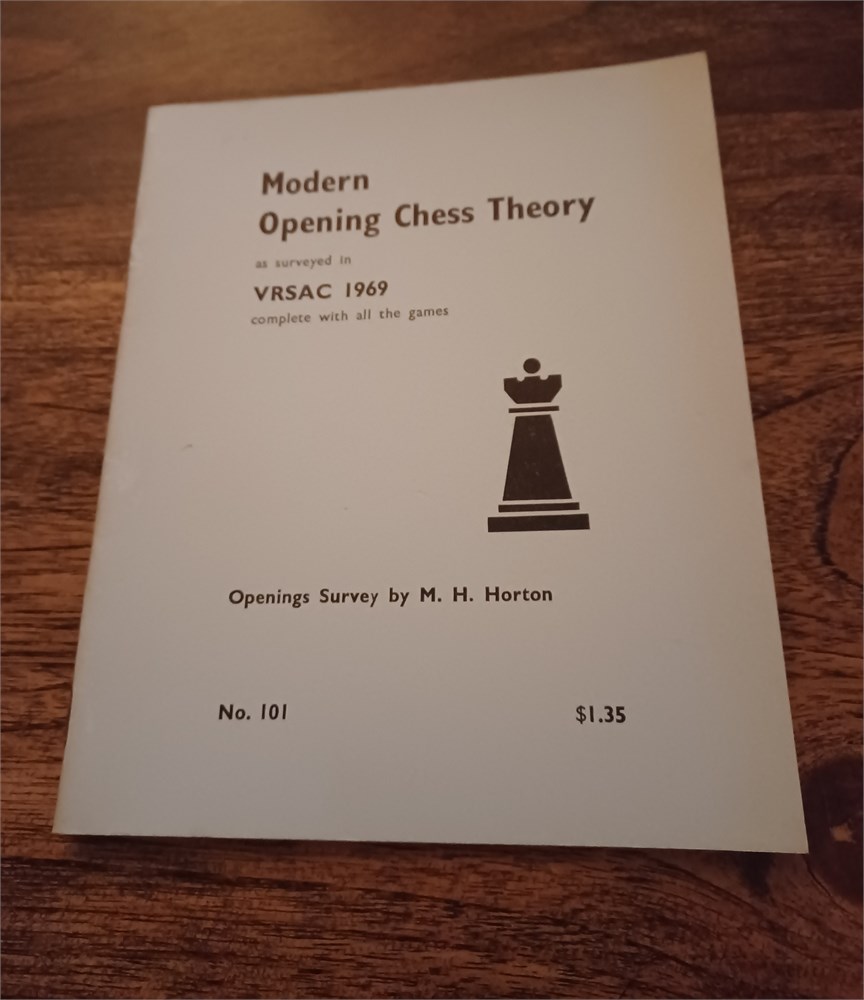 Modern
Opening Chess Theory
as surveyed in
VRSAC 1969
complete with all the games
Openings Survey by M. H. Horton
No. 101 $1.35